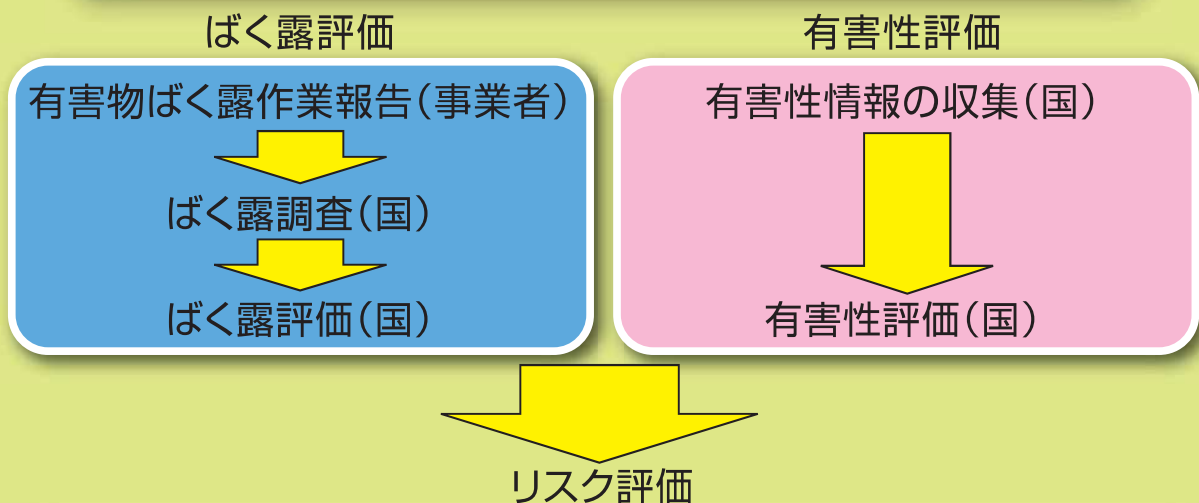 ばく露評価
有害物ばく露作業報告(事業者)
ばく露調査(国)
ばく露評価(国)
有害性評価
有害性情報の収集(国)
有害性評価(国)
リスク評価